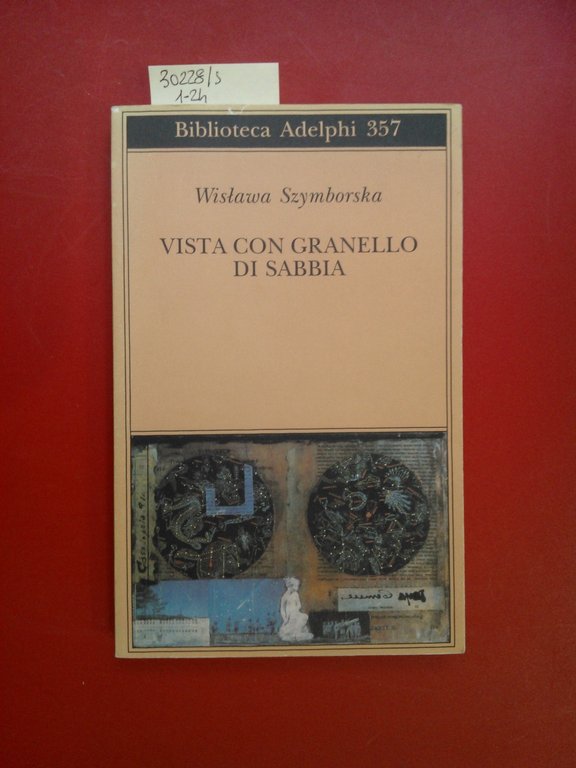 30228/s
1-24
Biblioteca Adelphi 357
Wisława Szymborska
VISTA CON GRANELLO
DI SABBIA